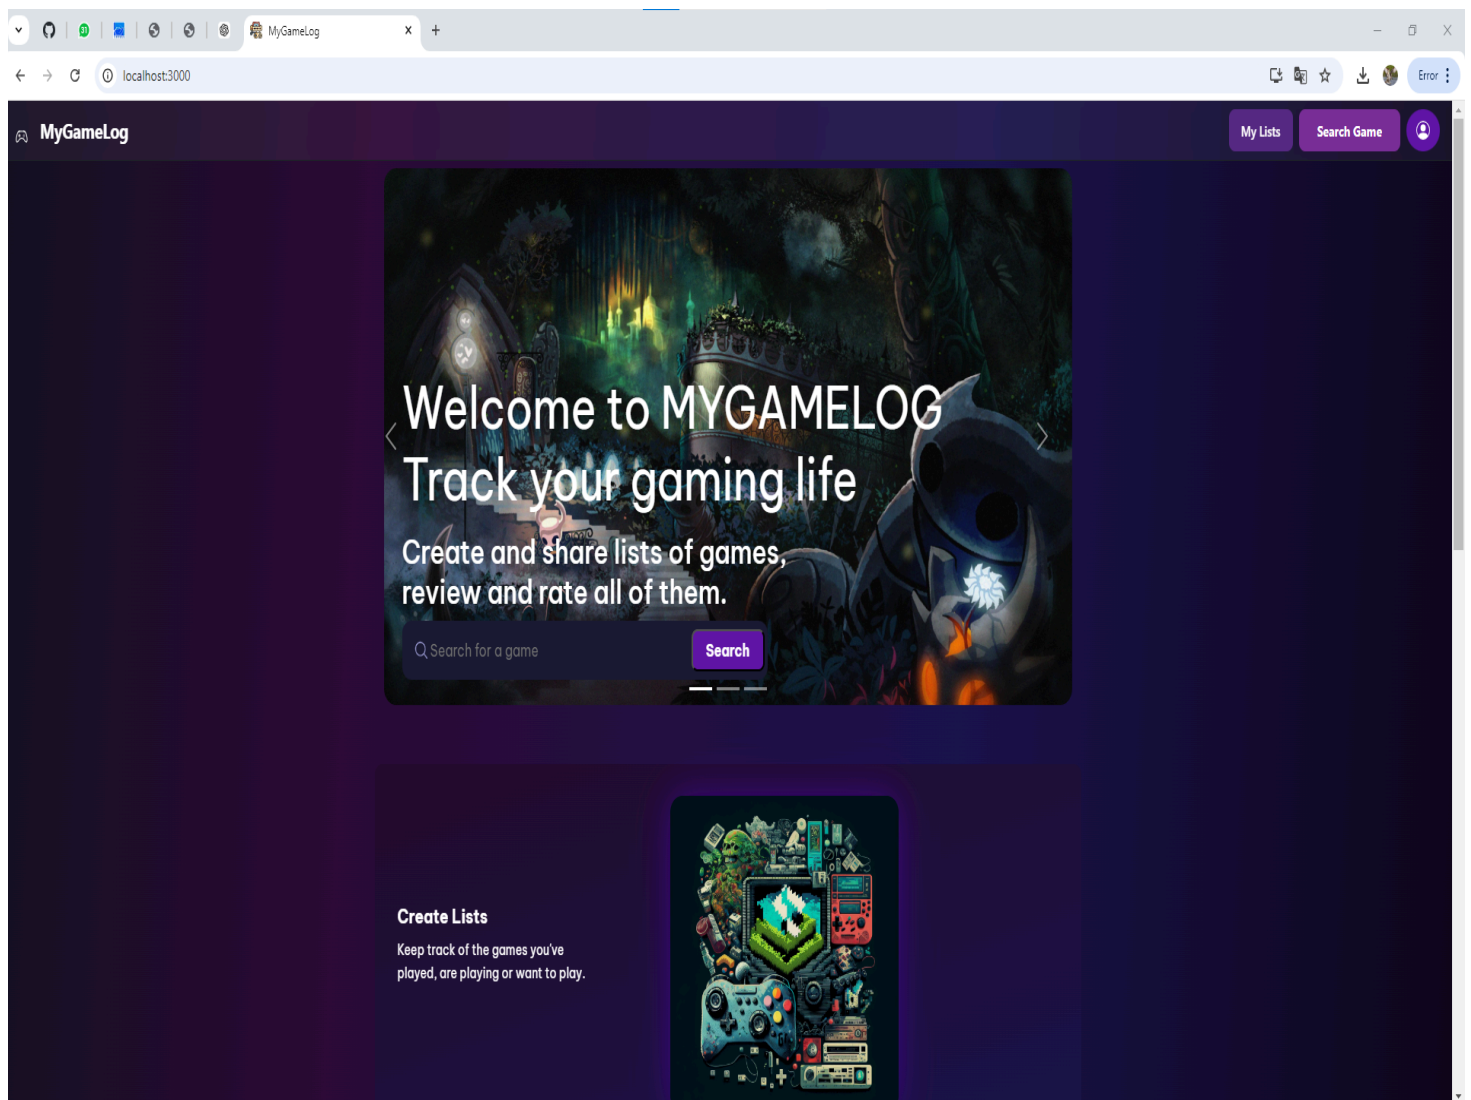 MyGameLog
localhost:3000
Error
MyGameLog
My Lists
Search Game
Welcome to MYGAMELOG
Track your gaming life
Create and share lists of games,
review and rate all of them.
Search for a game
Search
Create Lists
Keep track of the games you've
played, are playing or want to play.